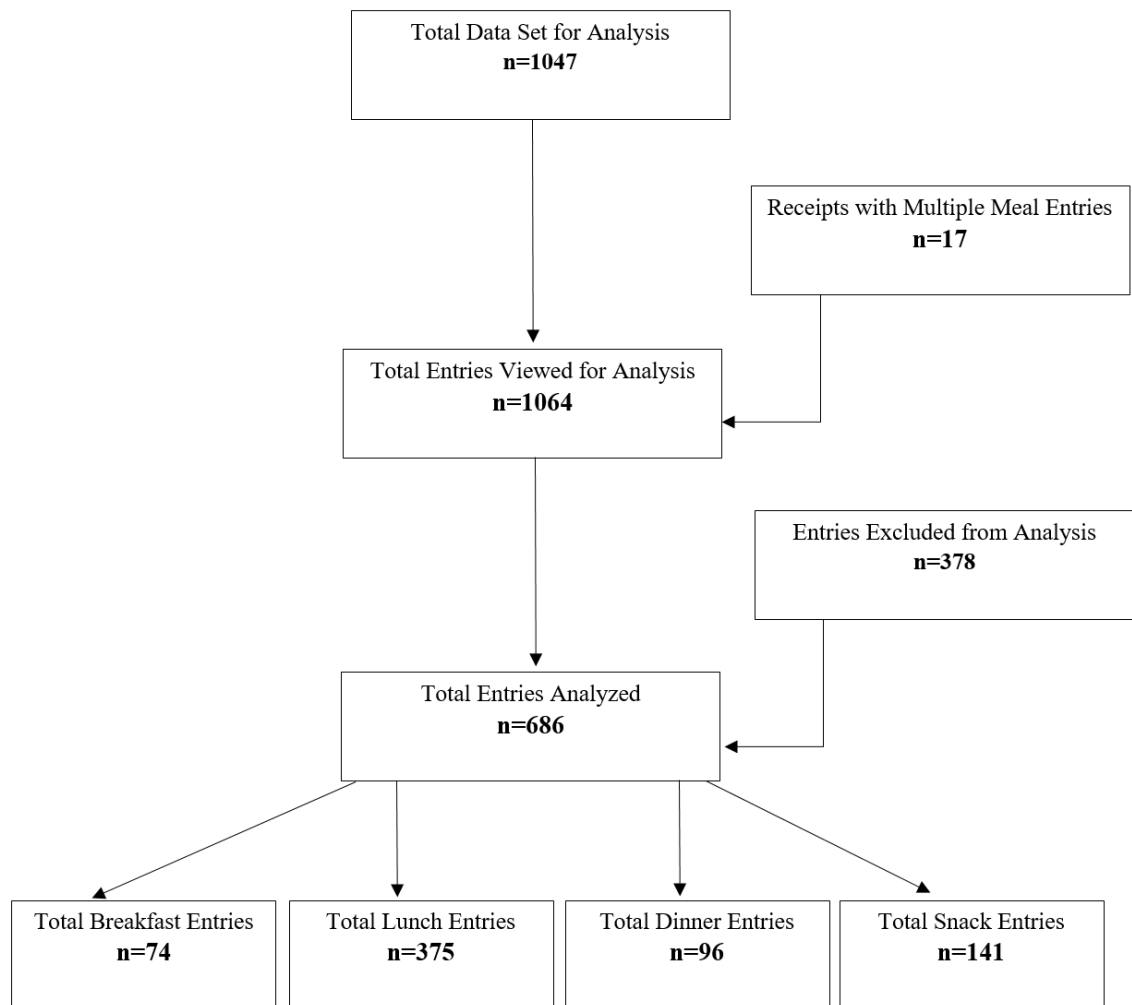 Total Data Set for Analysis
n=1047
Receipts with Multiple Meal Entries
n=17
Total Entries Viewed for Analysis
n=1064
Entries Excluded from Analysis
n=378
Total Entries Analyzed
n=686
Total Breakfast Entries
n=74
Total Lunch Entries
n=375
Total Dinner Entries
n=96
Total Snack Entries
n=141